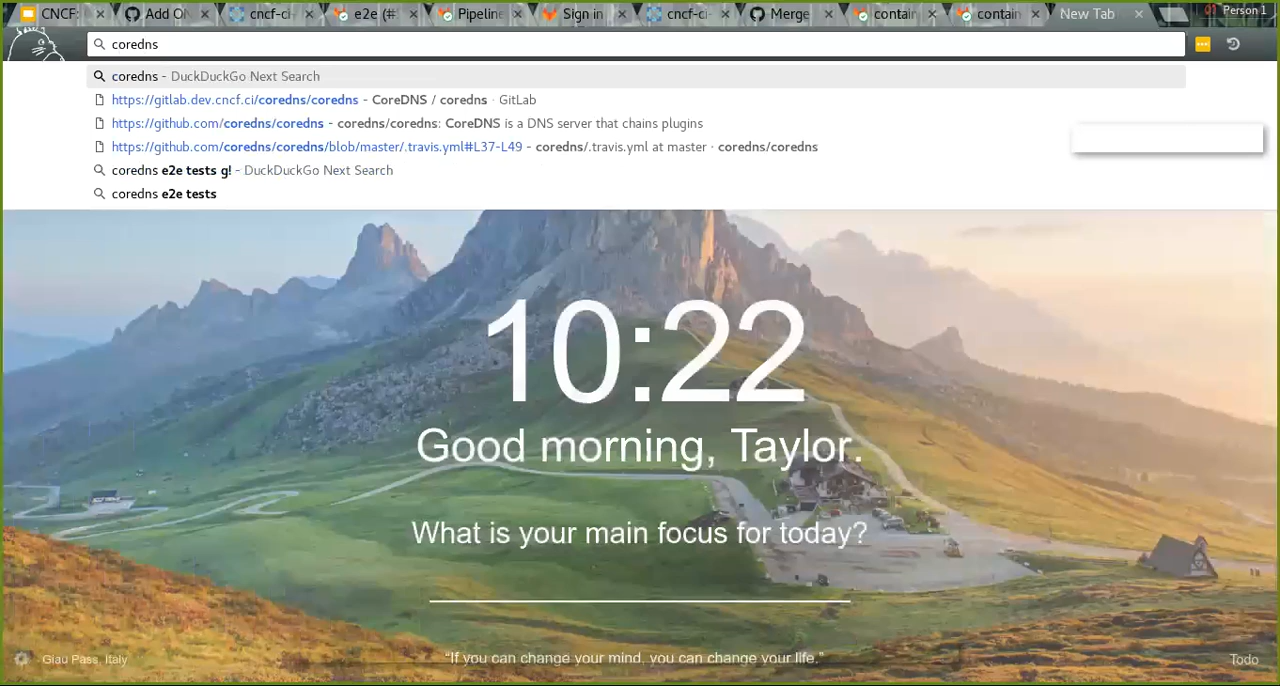 CNCF: Add O cncf-ci- e2e (# Pipeline Sign in cncf-ci- Merge contain contain New Tab Person 1
coredns
coredns - DuckDuckGo Next Search
https://gitlab.dev.cncf.ci/coredns/coredns - CoreDNS / coredns · GitLab
https://github.com/coredns/coredns - coredns/coredns: CoreDNS is a DNS server that chains plugins
https://github.com/coredns/coredns/blob/master/.travis.yml#L37-L49 - coredns/.travis.yml at master · coredns/coredns
coredns e2e tests g! - DuckDuckGo Next Search
coredns e2e tests
10:22
Good morning, Taylor.
What is your main focus for today?
Giau Pass, Italy
"If you can change your mind, you can change your life."
Todo